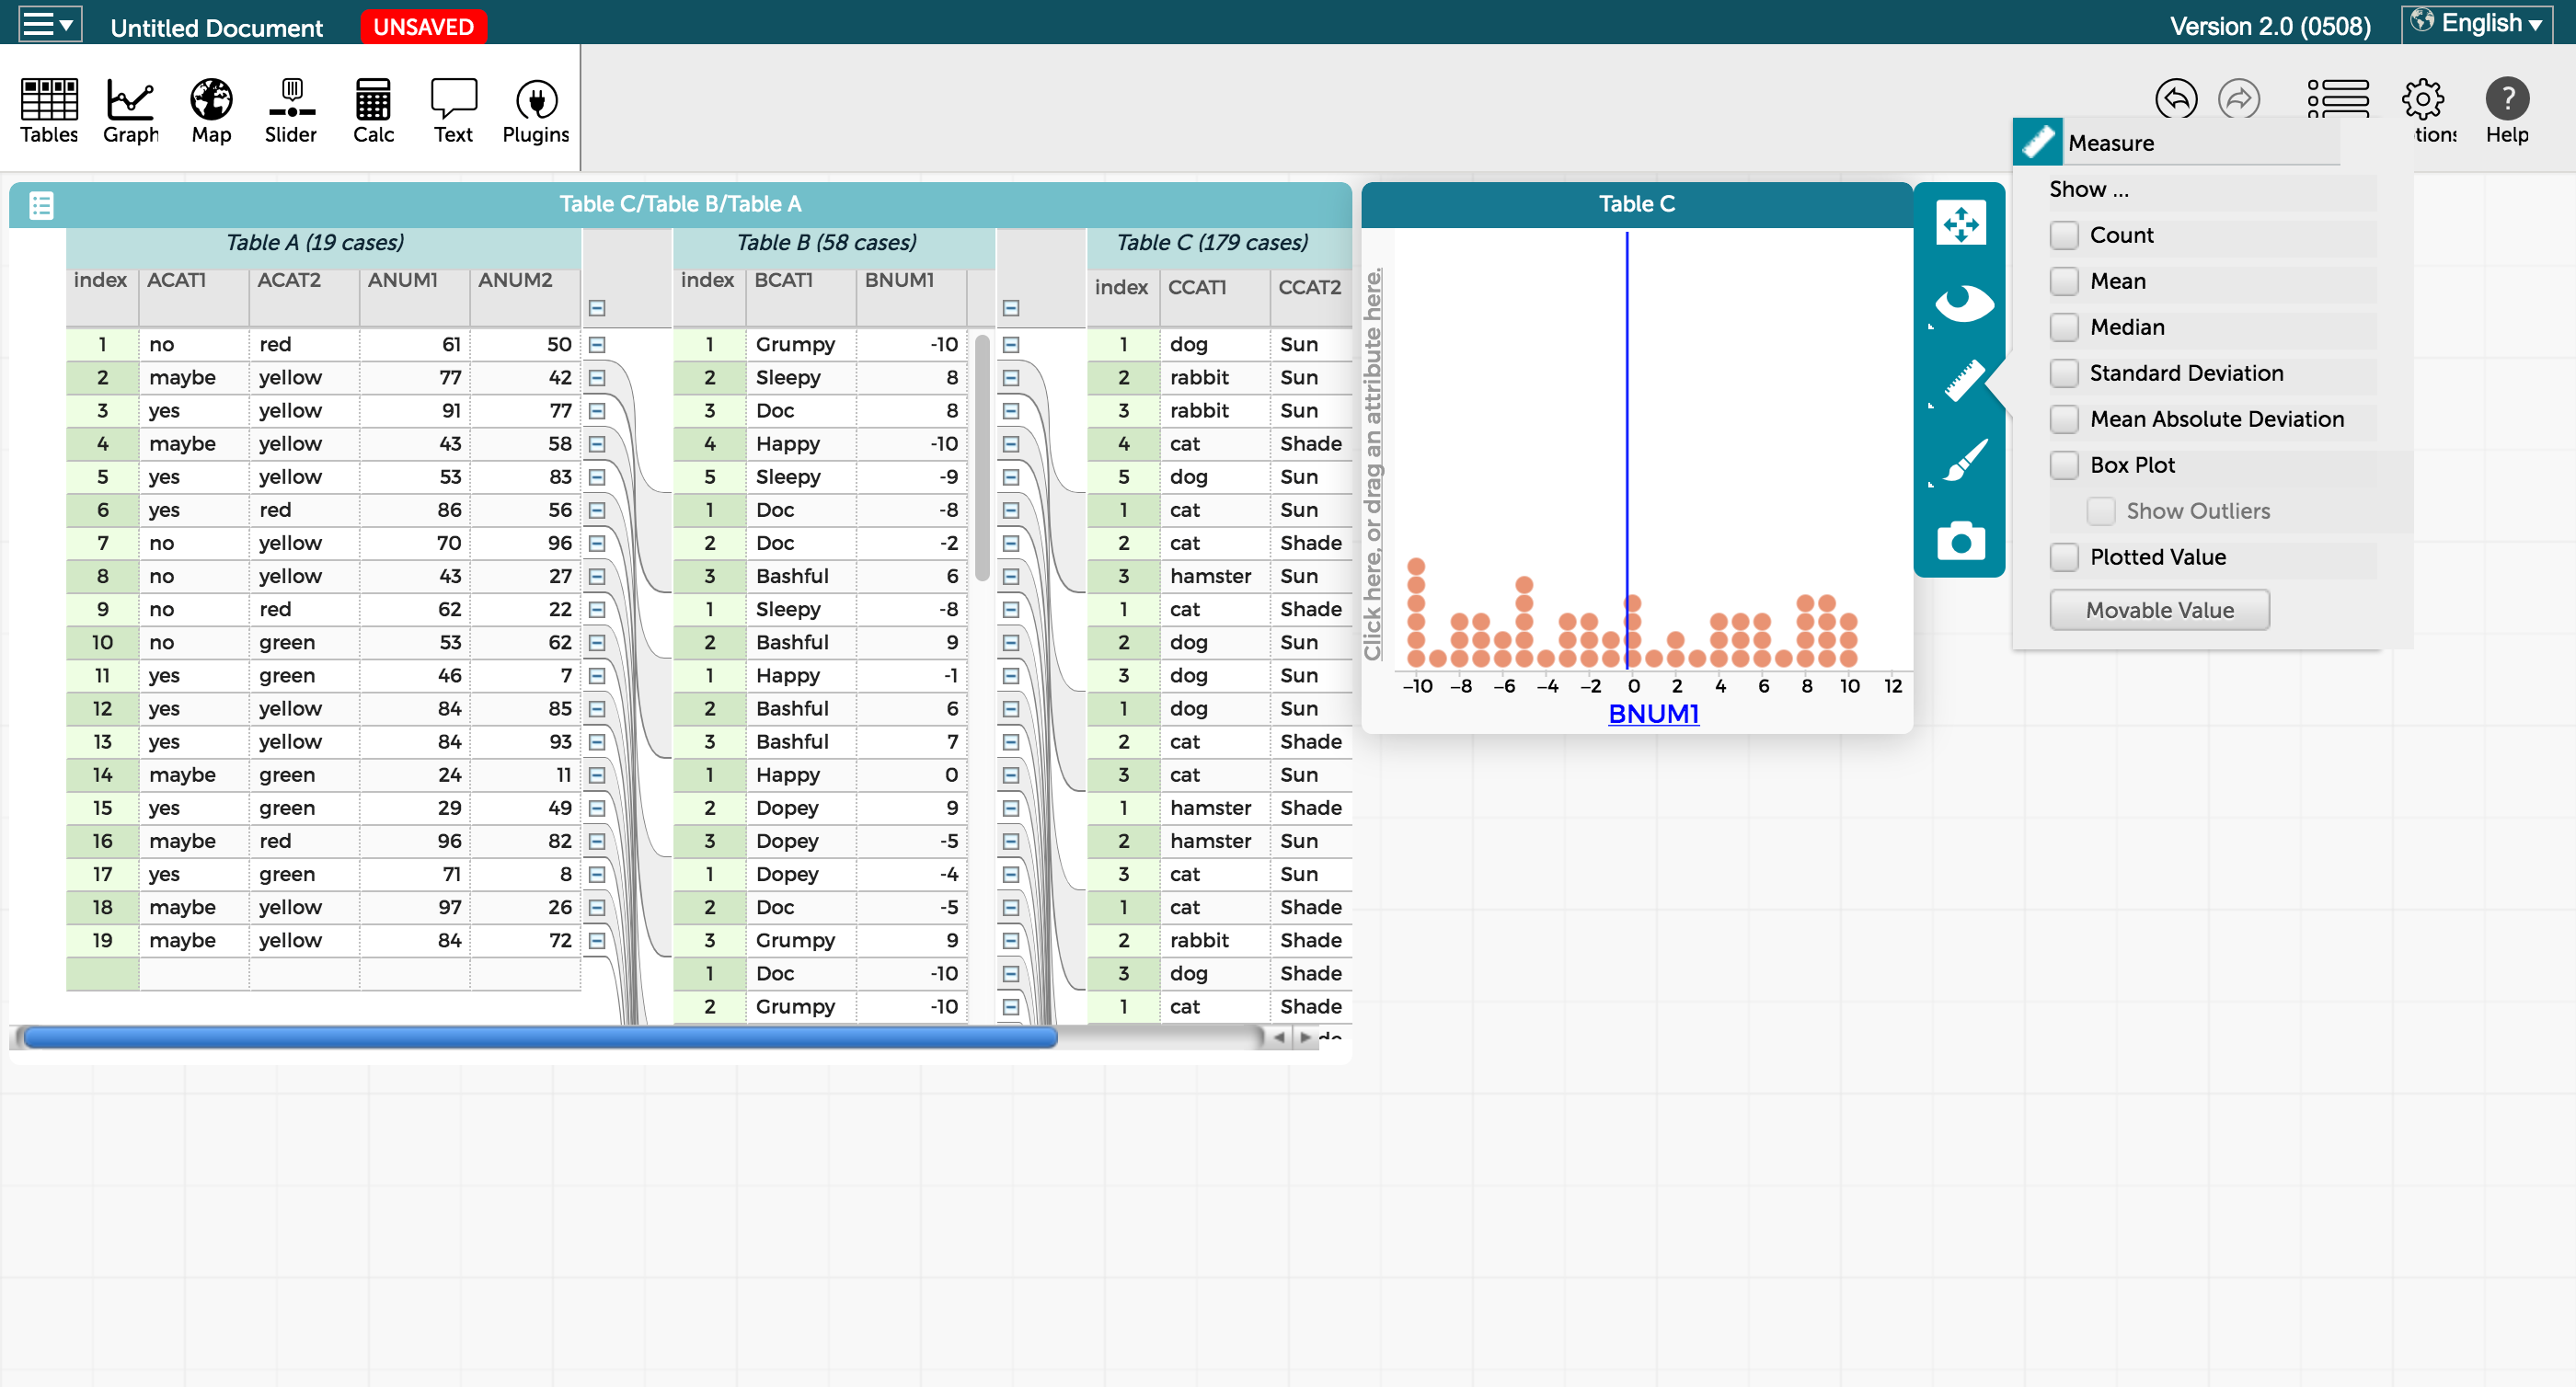 Untitled Document UNSAVED Version 2.0 (0508) English
Tables Graph Map Slider Calc Text Plugins tions Help
Table C/Table B/Table A
Table A (19 cases) Table B (58 cases) Table C (179 cases)
index ACAT1 ACAT2 ANUM1 ANUM2 index BCAT1 BNUM1 index CCAT1 CCAT2
1 no red 61 50 1 Grumpy -10 1 dog Sun
2 maybe yellow 77 42 2 Sleepy 8 2 rabbit Sun
3 yes yellow 91 77 3 Doc 8 3 rabbit Sun
4 maybe yellow 43 58 4 Happy -10 4 cat Shade
5 yes yellow 53 83 5 Sleepy -9 5 dog Sun
6 yes red 86 56 1 Doc -8 1 cat Sun
7 no yellow 70 96 2 Doc -2 2 cat Shade
8 no yellow 43 27 3 Bashful 6 3 hamster Sun
9 no red 62 22 1 Sleepy -8 1 cat Shade
10 no green 53 62 2 Bashful 9 2 dog Sun
11 yes green 46 7 1 Happy -1 3 dog Sun
12 yes yellow 84 85 2 Bashful 6 1 dog Sun
13 yes yellow 84 93 3 Bashful 7 2 cat Shade
14 maybe green 24 11 1 Happy 0 3 cat Sun
15 yes green 29 49 2 Dopey 9 1 hamster Shade
16 maybe red 96 82 3 Dopey -5 2 hamster Sun
17 yes green 71 8 1 Dopey -4 3 cat Sun
18 maybe yellow 97 26 2 Doc -5 1 cat Shade
19 maybe yellow 84 72 3 Grumpy 9 2 rabbit Shade
1 Doc -10 3 dog Shade
2 Grumpy -10 1 cat Shade
Table C
Click here, or drag an attribute here.
−10 −8 −6 −4 −2 0 2 4 6 8 10 12
BNUM1
Measure
Show ...
Count
Mean
Median
Standard Deviation
Mean Absolute Deviation
Box Plot
Show Outliers
Plotted Value
Movable Value